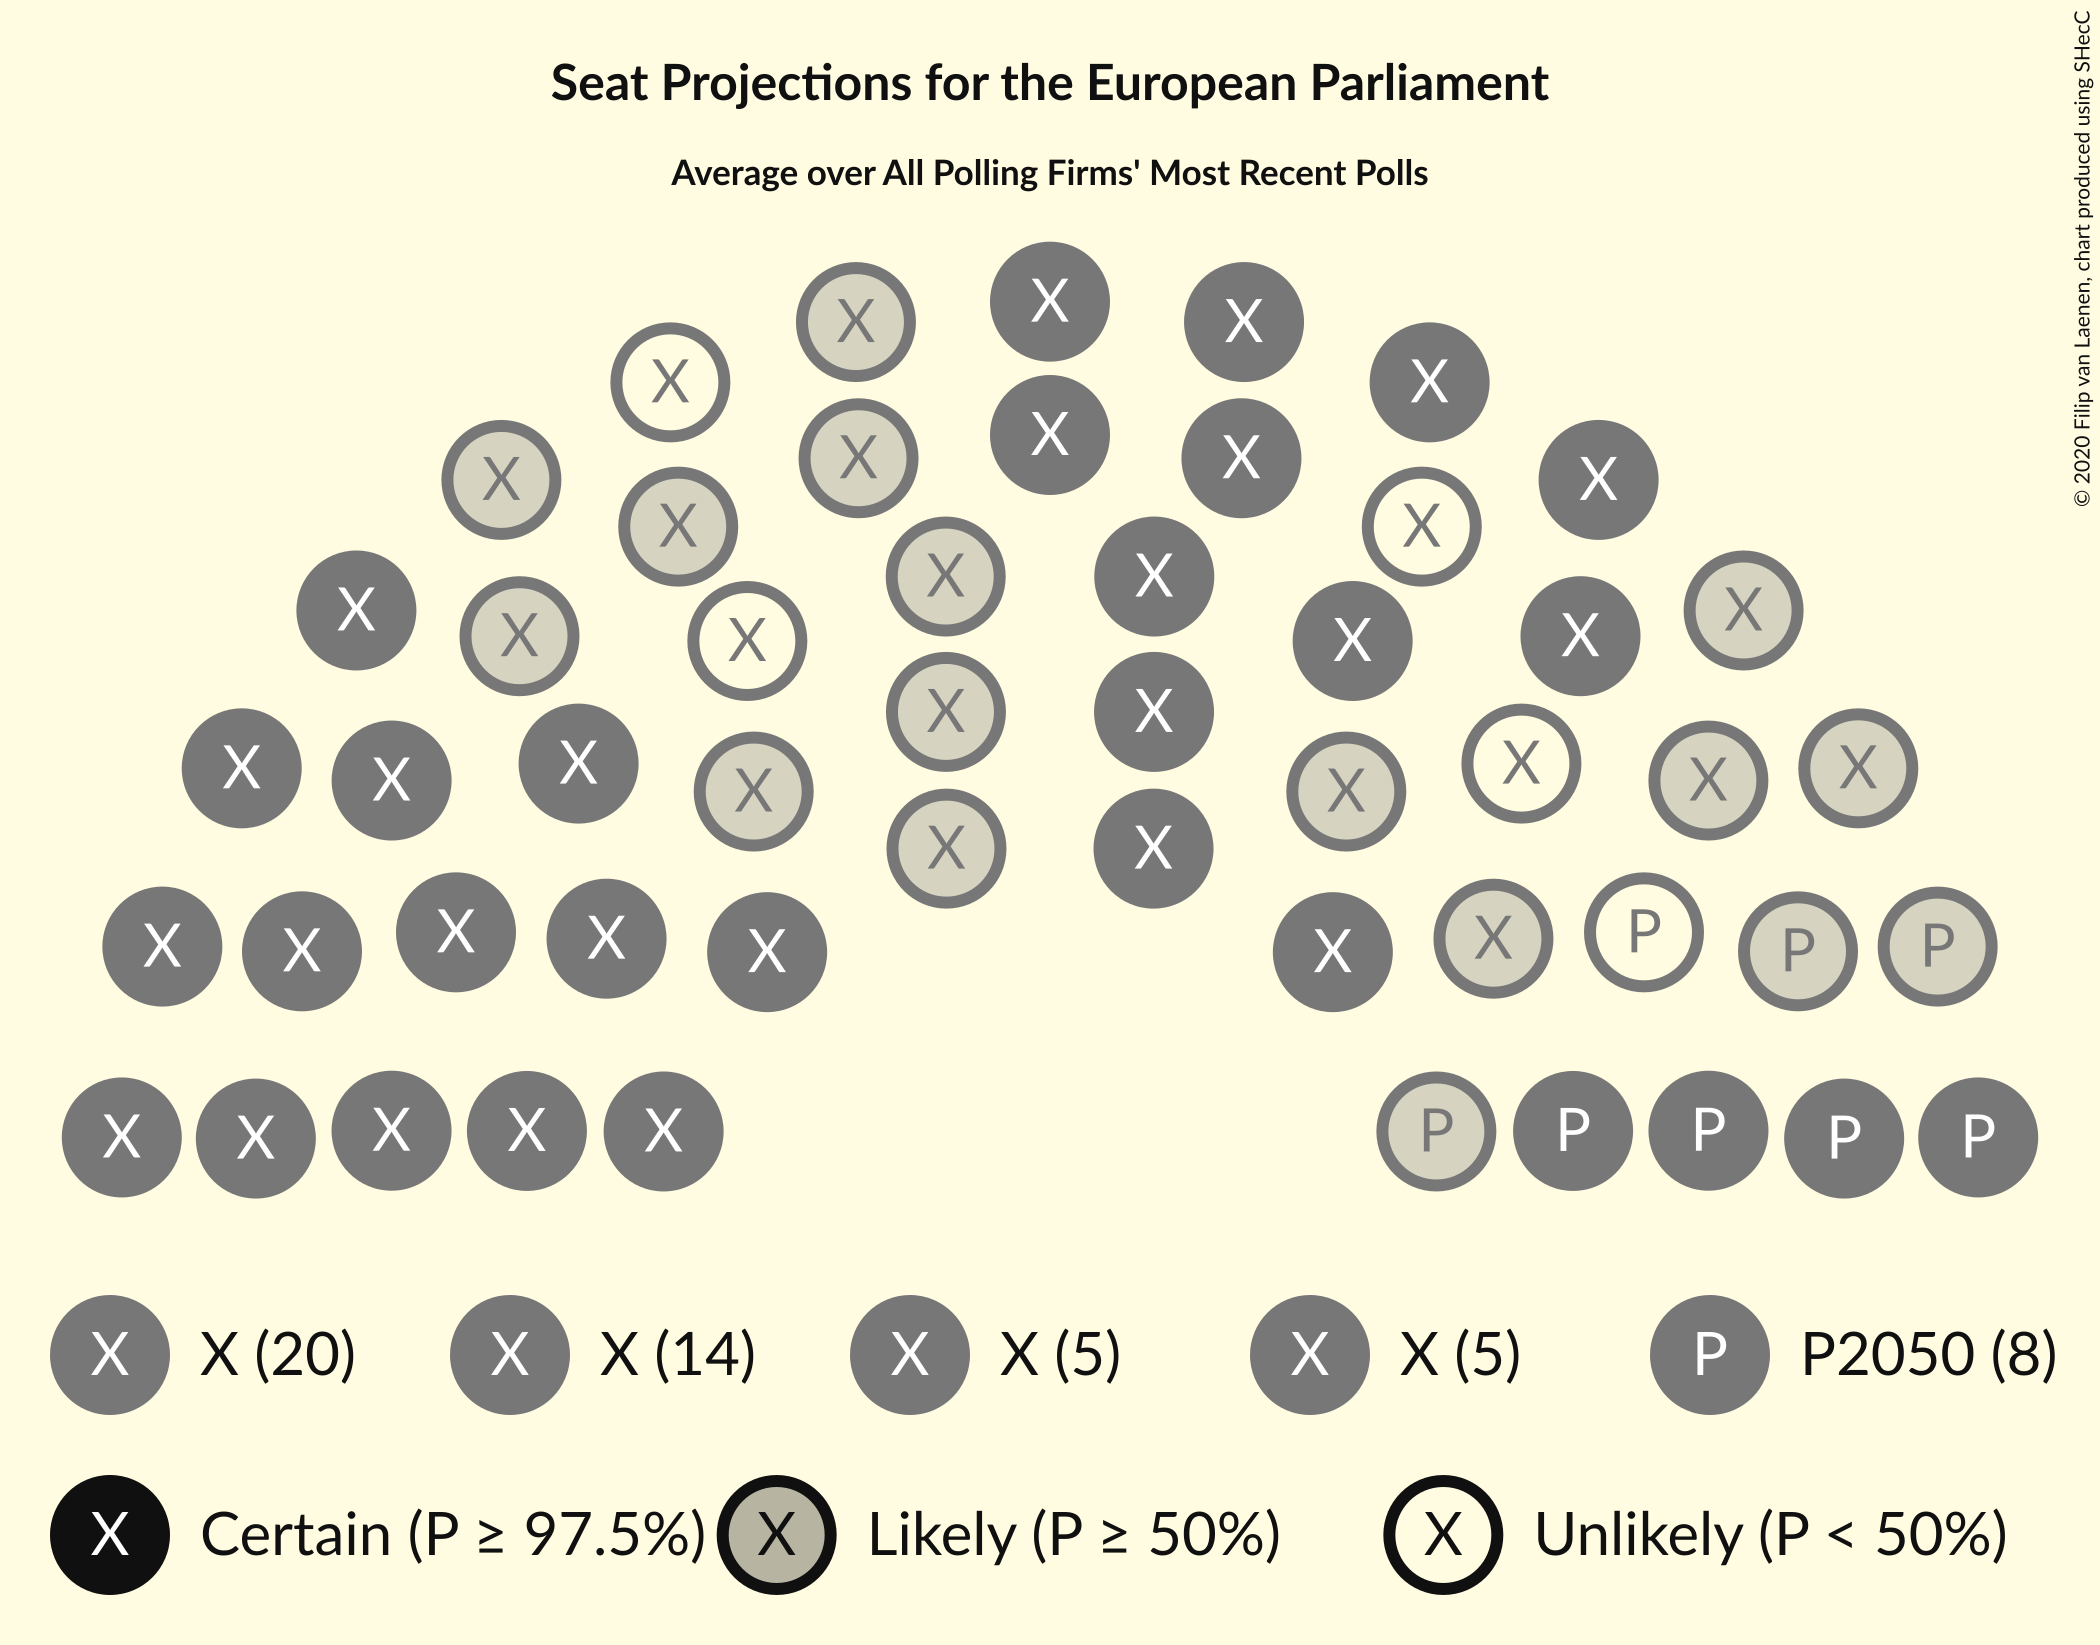 Seat Projections for the European Parliament
Average over All Polling Firms' Most Recent Polls
© 2020 Filip van Laenen, chart produced using SHecC
X
X X
X X
X
X X
X X
X X
X X
X X
X X
X X
X X
X X
X X
X X
X X
X X
X X X X
X X
X X
X X X P
X P
X P
X X
X X X P P P
X X P P
X X (20) X X (14) X X (5) X X (5) P P2050 (8)
X Certain (P ≥ 97.5%) X Likely (P ≥ 50%) X Unlikely (P < 50%)